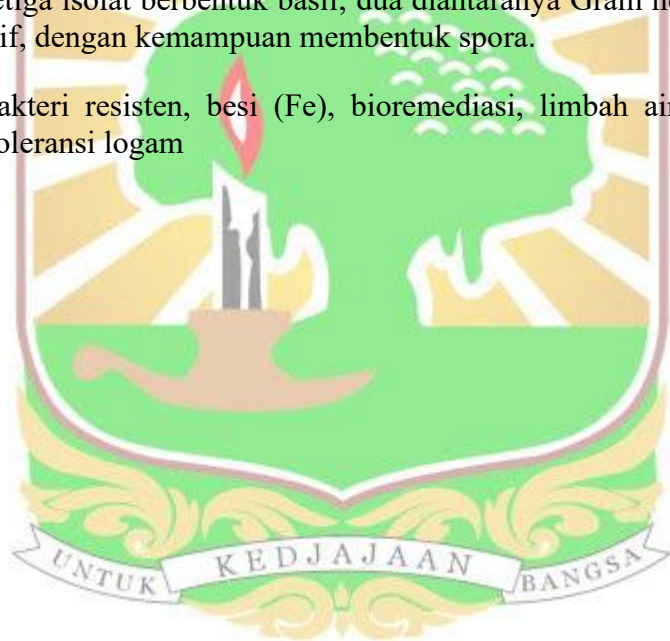 etiga isolat berbentuk basil, dua diantaranya Gram
if, dengan kemampuan membentuk spora.
akteri resisten, besi (Fe), bioremediasi, limbah air
oleransi logam
UNTUK KEDJAJAAN BANGSA